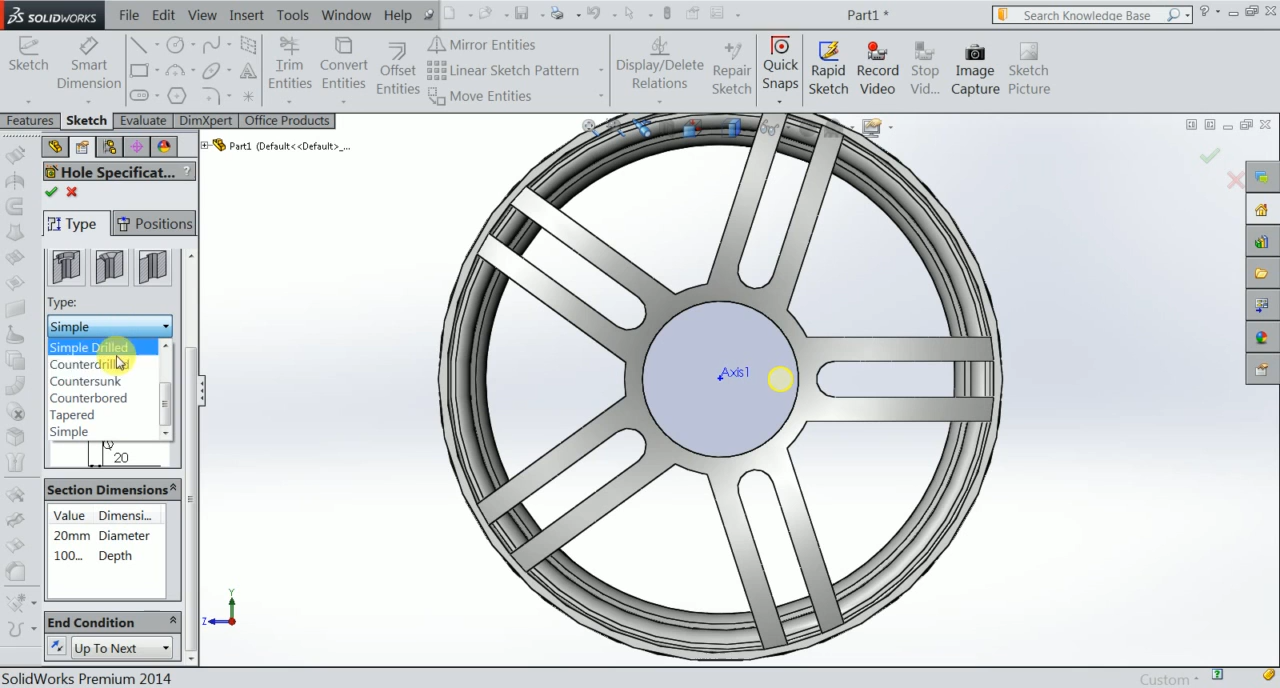 SOLIDWORKS File Edit View Insert Tools Window Help Part1 * Search Knowledge Base ?
Sketch Smart Dimension Trim Entities Convert Entities Offset Entities Mirror Entities Linear Sketch Pattern Move Entities Display/Delete Relations Repair Sketch Quick Snaps Rapid Sketch Record Video Stop Vid... Image Capture Sketch Picture
Features Sketch Evaluate DimXpert Office Products
Part1 (Default<<Default>_...
Hole Specificat... ?
Type Positions
Type:
Simple
Simple Drilled
Counterdrilled
Countersunk
Counterbored
Tapered
Simple
20
Section Dimensions
Value Dimensi...
20mm Diameter
100... Depth
End Condition
Up To Next
Axis1
Y
Z
SolidWorks Premium 2014 Custom